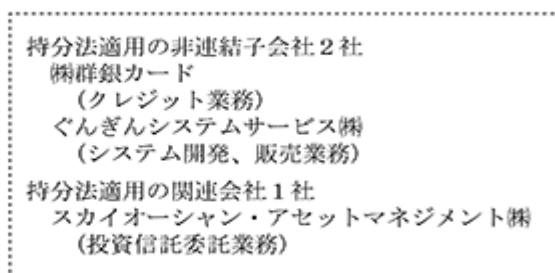 持分法適用の非連結子会社2社
㈱群銀カード
(クレジット業務)
ぐんぎんシステムサービス㈱
(システム開発、販売業務)
持分法適用の関連会社1社
スカイオーシャン・アセットマネジメント㈱
(投資信託委託業務)